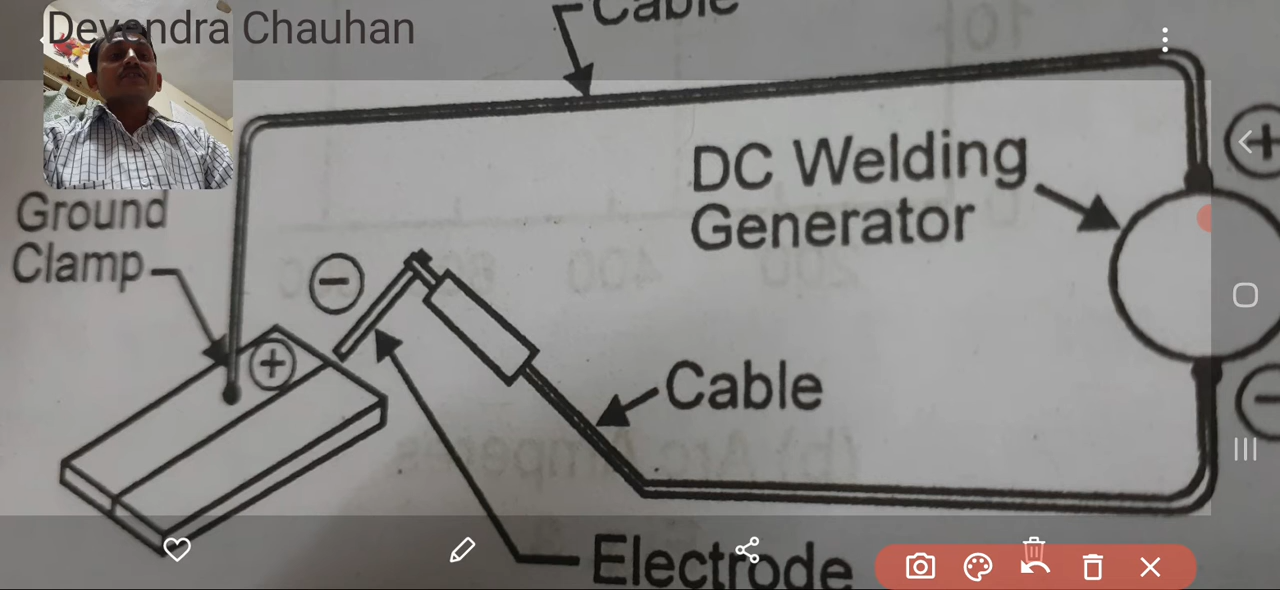 Devendra Chauhan
Cable
DC Welding
Generator
Ground
Clamp
+
−
+
−
Cable
Electrode